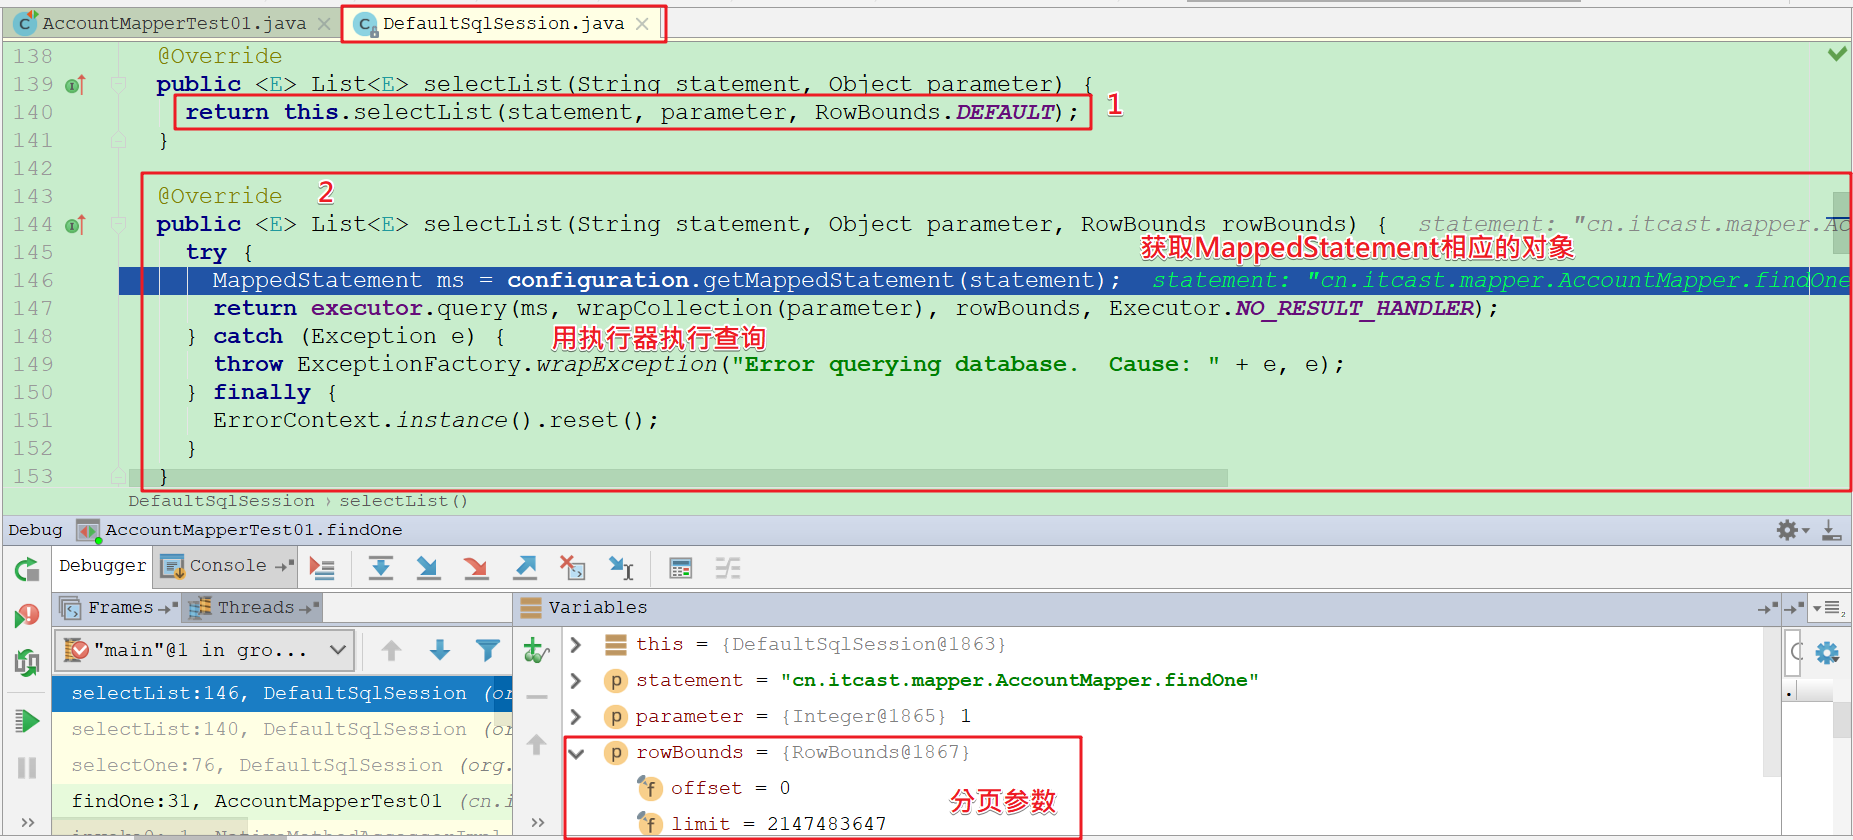 AccountMapperTest01.java
DefaultSqlSession.java
138 @Override
139 public <E> List<E> selectList(String statement, Object parameter) {
140 return this.selectList(statement, parameter, RowBounds.DEFAULT); 1
141 }
142
143 @Override 2
144 public <E> List<E> selectList(String statement, Object parameter, RowBounds rowBounds) { statement: "cn.itcast.mapper.Ac
获取MappedStatement相应的对象
145 try {
146 MappedStatement ms = configuration.getMappedStatement(statement); statement: "cn.itcast.mapper.AccountMapper.findOne
147 return executor.query(ms, wrapCollection(parameter), rowBounds, Executor.NO_RESULT_HANDLER);
148 } catch (Exception e) { 用执行器执行查询
149 throw ExceptionFactory.wrapException("Error querying database.  Cause: " + e, e);
150 } finally {
151 ErrorContext.instance().reset();
152 }
153 }
DefaultSqlSession › selectList()
Debug AccountMapperTest01.findOne
Debugger Console
Frames Threads
Variables
"main"@1 in gro...
selectList:146, DefaultSqlSession (or
selectList:140, DefaultSqlSession (or
selectOne:76, DefaultSqlSession (org.
findOne:31, AccountMapperTest01 (cn.i
this = {DefaultSqlSession@1863}
statement = "cn.itcast.mapper.AccountMapper.findOne"
parameter = {Integer@1865} 1
rowBounds = {RowBounds@1867}
offset = 0
分页参数
limit = 2147483647